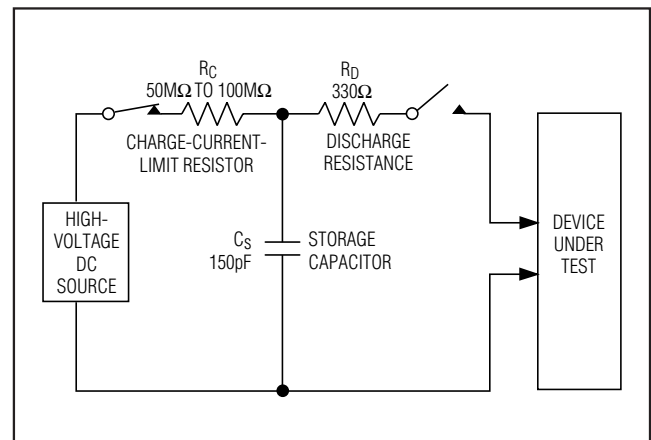 R_C
50MΩ TO 100MΩ
CHARGE-CURRENT-
LIMIT RESISTOR
R_D
330Ω
DISCHARGE
RESISTANCE
HIGH-
VOLTAGE
DC
SOURCE
C_S
150pF
STORAGE
CAPACITOR
DEVICE
UNDER
TEST